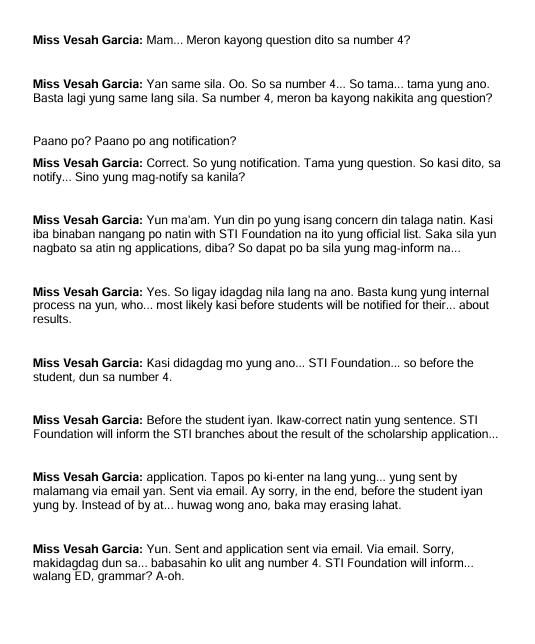 Miss Vesah Garcia: Mam... Meron kayong question dito sa number 4?
Miss Vesah Garcia: Yan same sila. Oo. So sa number 4... So tama... tama yung ano.
Basta lagi yung same lang sila. Sa number 4, meron ba kayong nakikita ang question?
Paano po? Paano po ang notification?
Miss Vesah Garcia: Correct. So yung notification. Tama yung question. So kasi dito, sa
notify... Sino yung mag-notify sa kanila?
Miss Vesah Garcia: Yun ma'am. Yun din po yung isang concern din talaga natin. Kasi
iba binaban nangang po natin with STI Foundation na ito yung official list. Saka sila yun
nagbato sa atin ng applications, diba? So dapat po ba sila yung mag-inform na...
Miss Vesah Garcia: Yes. So ligay idagdag nila lang na ano. Basta kung yung internal
process na yun, who... most likely kasi before students will be notified for their... about
results.
Miss Vesah Garcia: Kasi didagdag mo yung ano... STI Foundation... so before the
student, dun sa number 4.
Miss Vesah Garcia: Before the student iyan. Ikaw-correct natin yung sentence. STI
Foundation will inform the STI branches about the result of the scholarship application...
Miss Vesah Garcia: application. Tapos po ki-enter na lang yung... yung sent by
malamang via email yan. Sent via email. Ay sorry, in the end, before the student iyan
yung by. Instead of by at... huwag wong ano, baka may erasing lahat.
Miss Vesah Garcia: Yun. Sent and application sent via email. Via email. Sorry,
makidagdag dun sa... babasahin ko ulit ang number 4. STI Foundation will inform...
walang ED, grammar? A-oh.